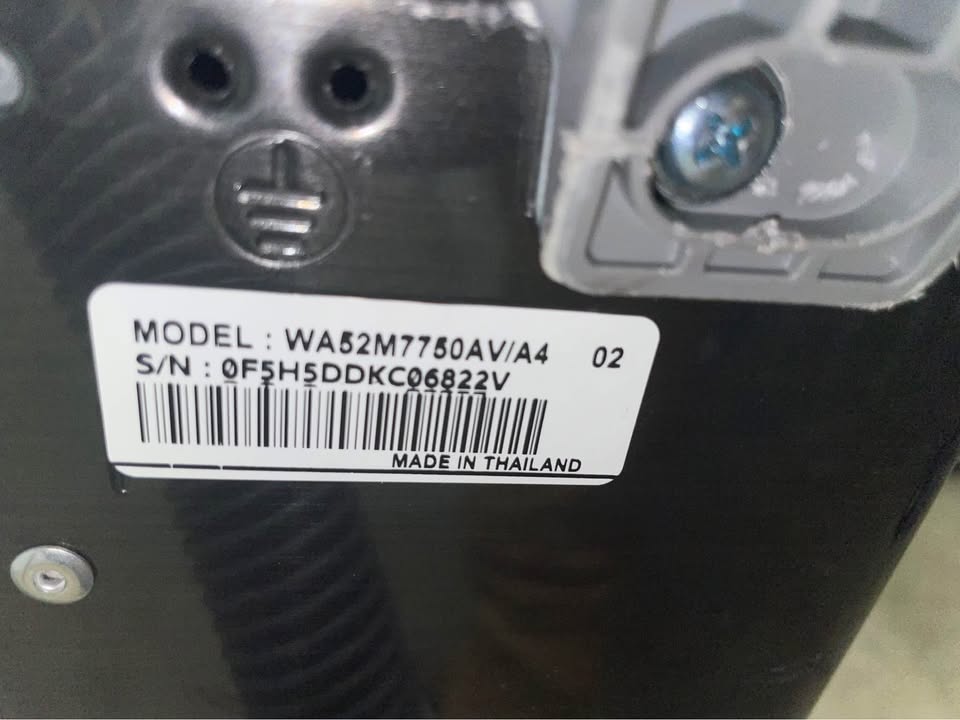 MODEL : WA52M7750AV/A4 02
S/N : 0F5H5DDKC06822V
MADE IN THAILAND